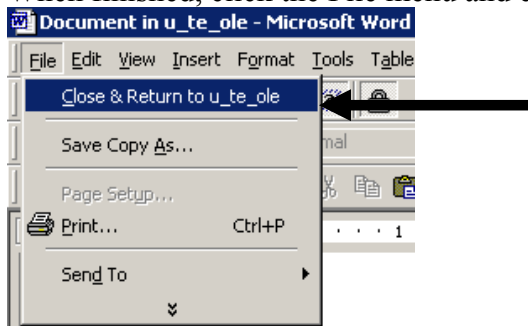 Document in u_te_ole - Microsoft Word
File Edit View Insert Format Tools Table
Close & Return to u_te_ole
Save Copy As...
Page Setup...
Print... Ctrl+P
1
Send To